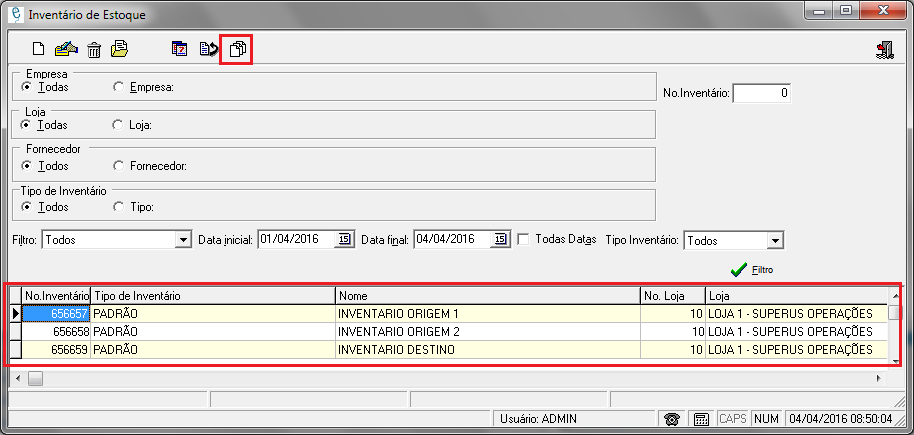 Inventário de Estoque
Empresa
Todas Empresa:
No.Inventário: 0
Loja
Todas Loja:
Fornecedor
Todos Fornecedor:
Tipo de Inventário
Todos Tipo:
Filtro: Todos Data inicial: 01/04/2016 15 Data final: 04/04/2016 15 Todas Datas Tipo Inventário: Todos
Filtro
No.Inventário Tipo de Inventário Nome No. Loja Loja
656657 PADRÃO INVENTARIO ORIGEM 1 10 LOJA 1 - SUPERUS OPERAÇÕES
656658 PADRÃO INVENTARIO ORIGEM 2 10 LOJA 1 - SUPERUS OPERAÇÕES
656659 PADRÃO INVENTARIO DESTINO 10 LOJA 1 - SUPERUS OPERAÇÕES
Usuário: ADMIN CAPS NUM 04/04/2016 08:50:04